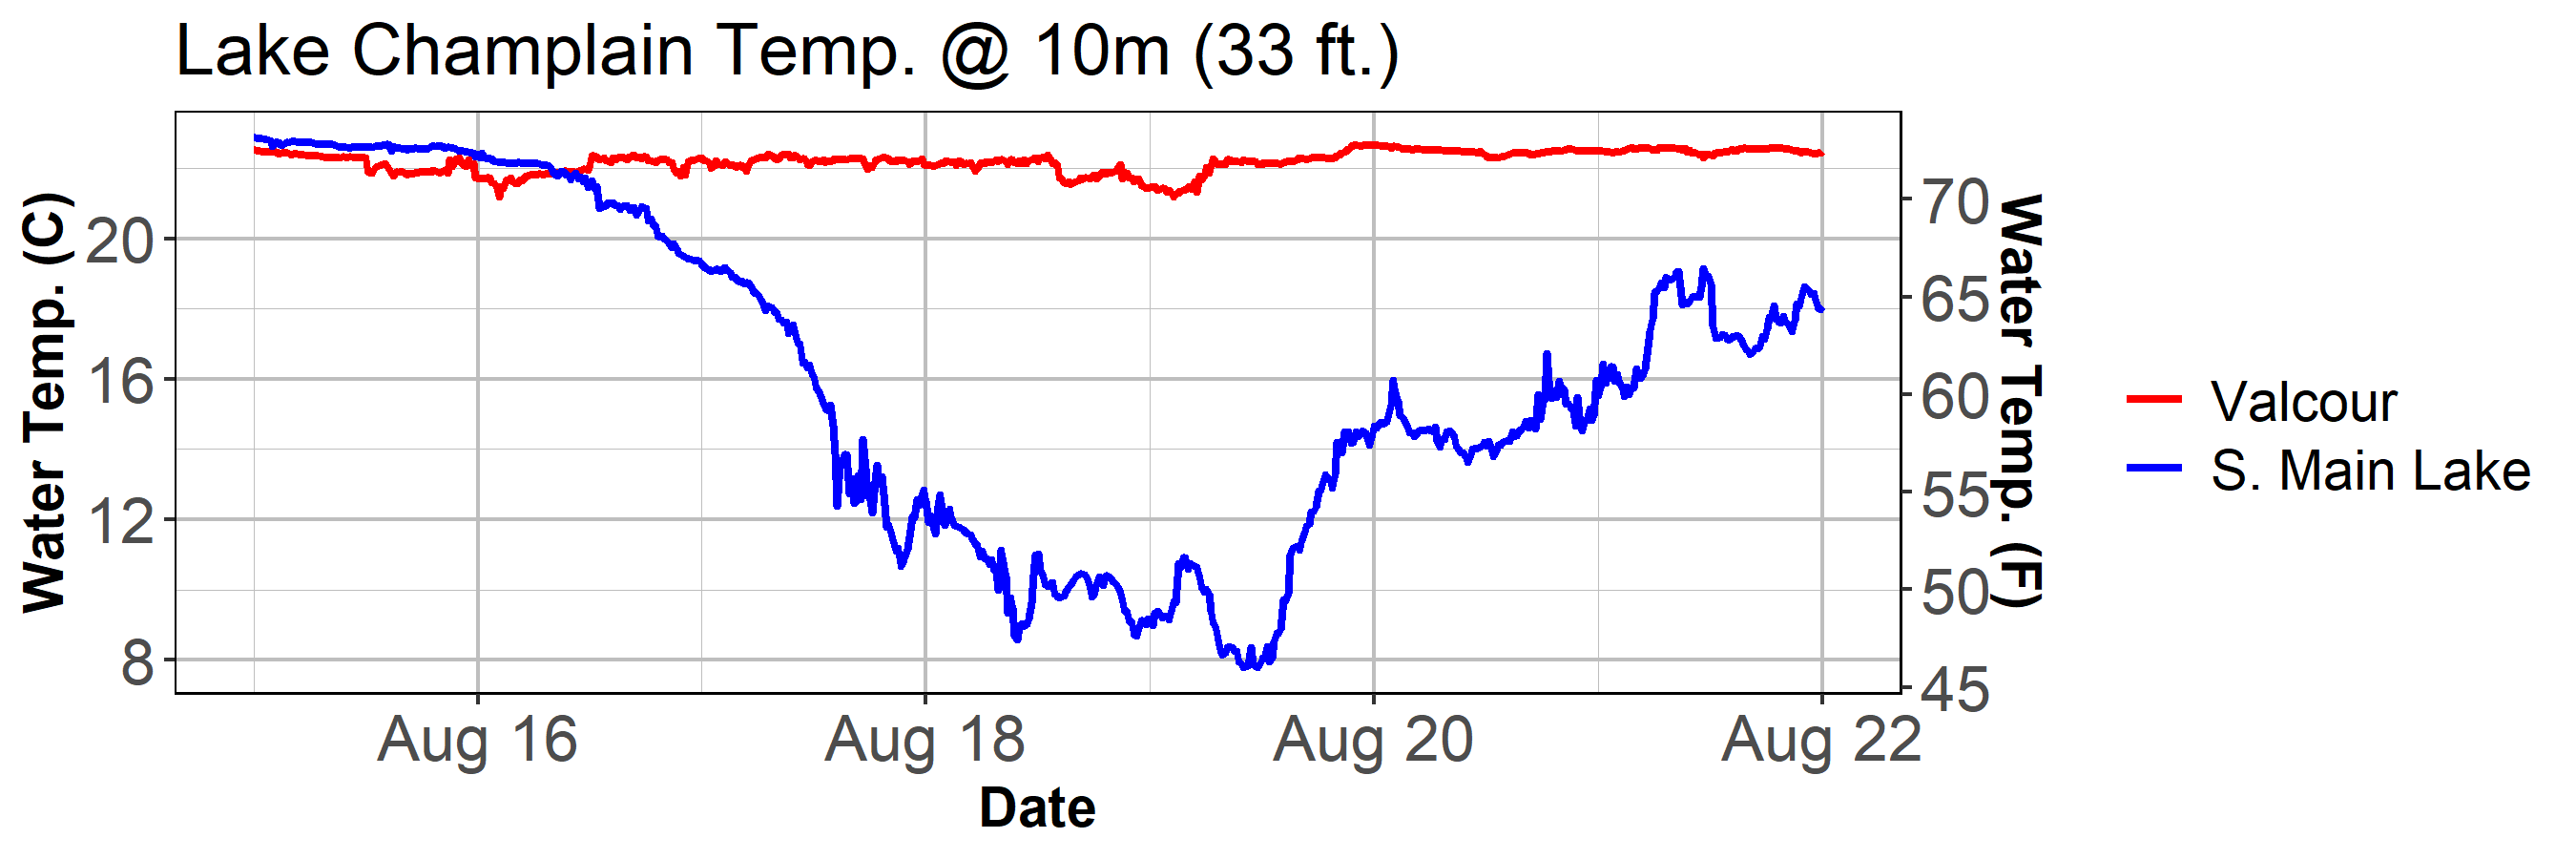 Lake Champlain Temp. @ 10m (33 ft.)
Water Temp. (C)
20
16
12
8
70
65
60
55
50
45
Water Temp. (F)
Aug 16
Aug 18
Aug 20
Aug 22
Date
Valcour
S. Main Lake